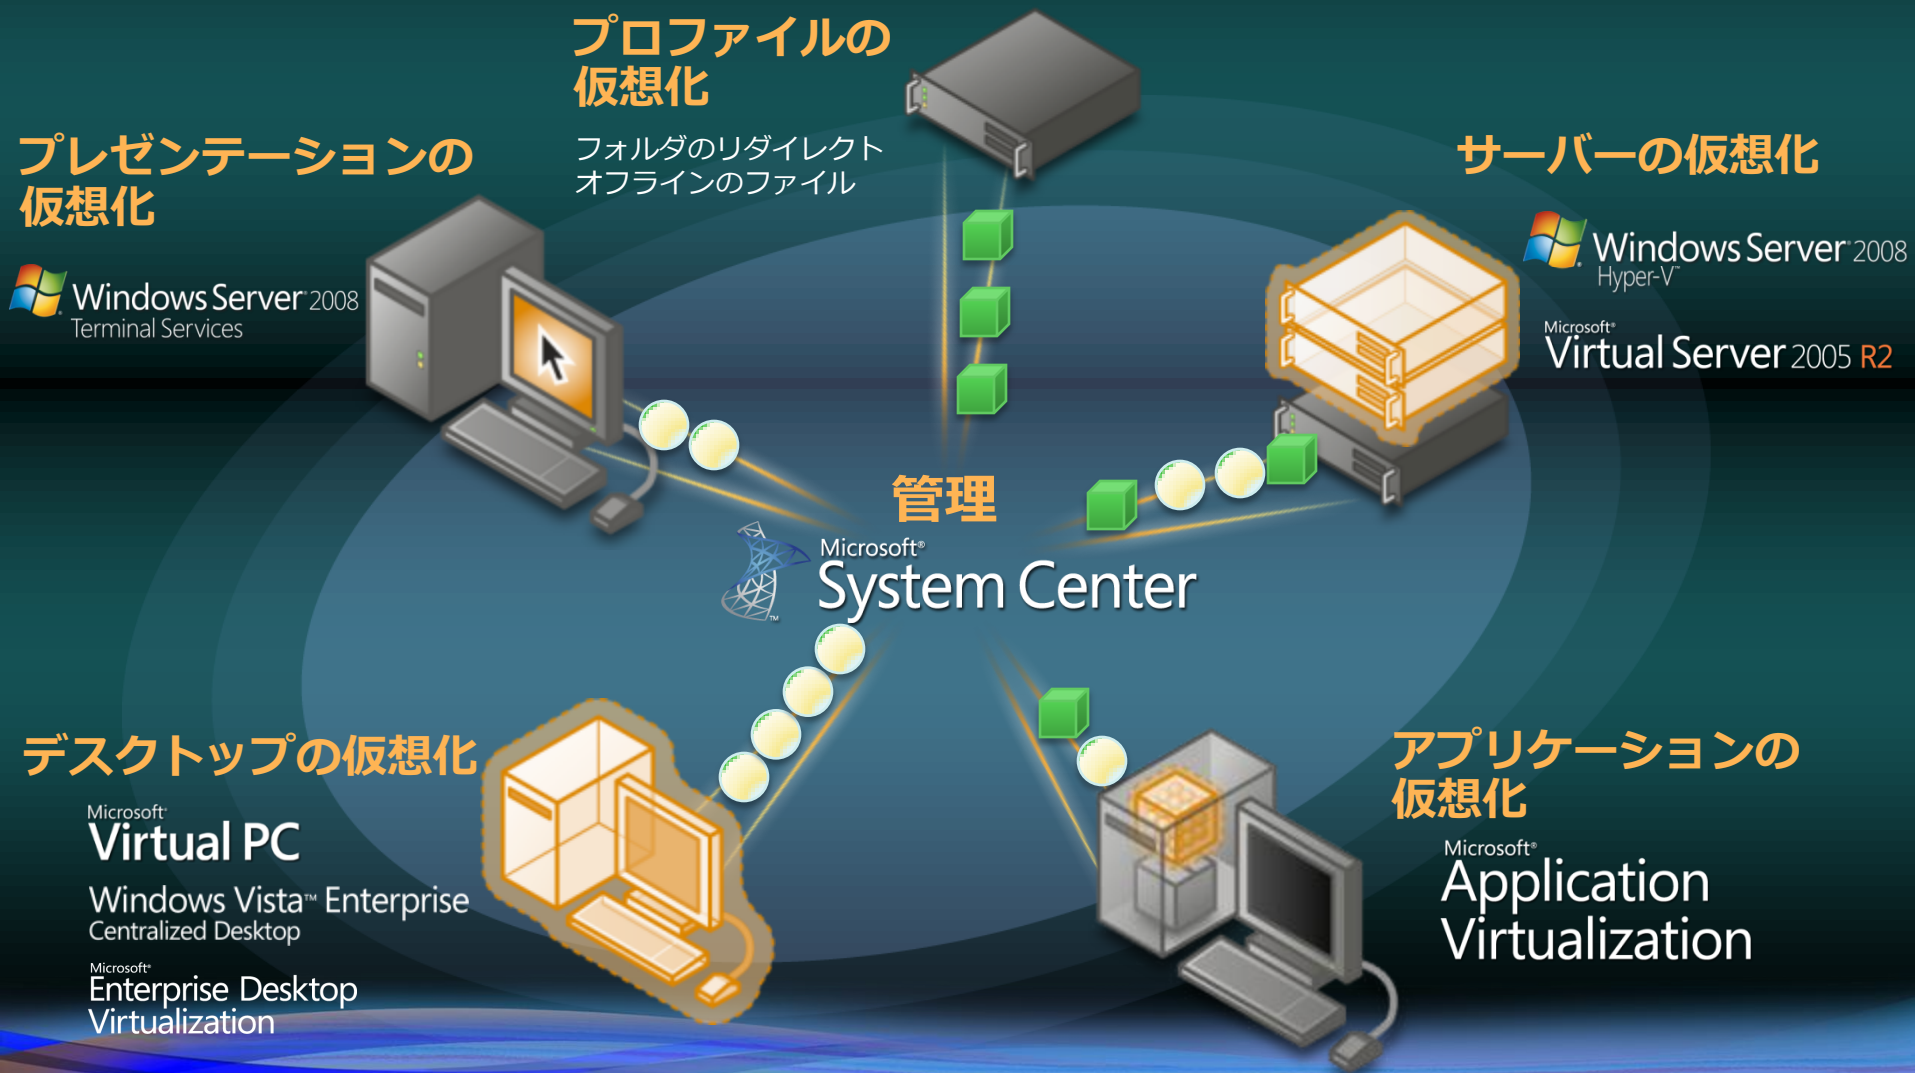 プロファイルの
仮想化
フォルダのリダイレクト
オフラインのファイル
プレゼンテーションの
仮想化
Windows Server® 2008
Terminal Services
サーバーの仮想化
Windows Server® 2008
Hyper-V™
Microsoft®
Virtual Server 2005 R2
管理
Microsoft®
System Center
™
デスクトップの仮想化
Microsoft®
Virtual PC
Windows Vista™ Enterprise
Centralized Desktop
Microsoft®
Enterprise Desktop
Virtualization
アプリケーションの
仮想化
Microsoft®
Application
Virtualization